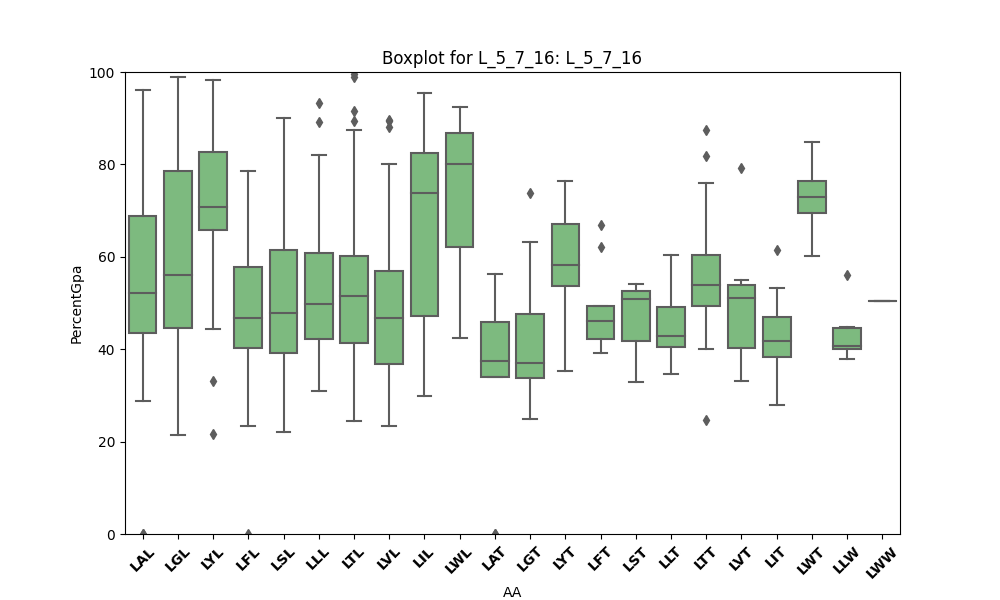 Boxplot for L_5_7_16: L_5_7_16
100
80
60
40
20
0
PercentGpa
LAL LGL LYL LFL LSL LLL LTL LVL LIL LWL LAT LGT LYT LFT LST LLT LTT LVT LIT LWT LLW LWW
AA